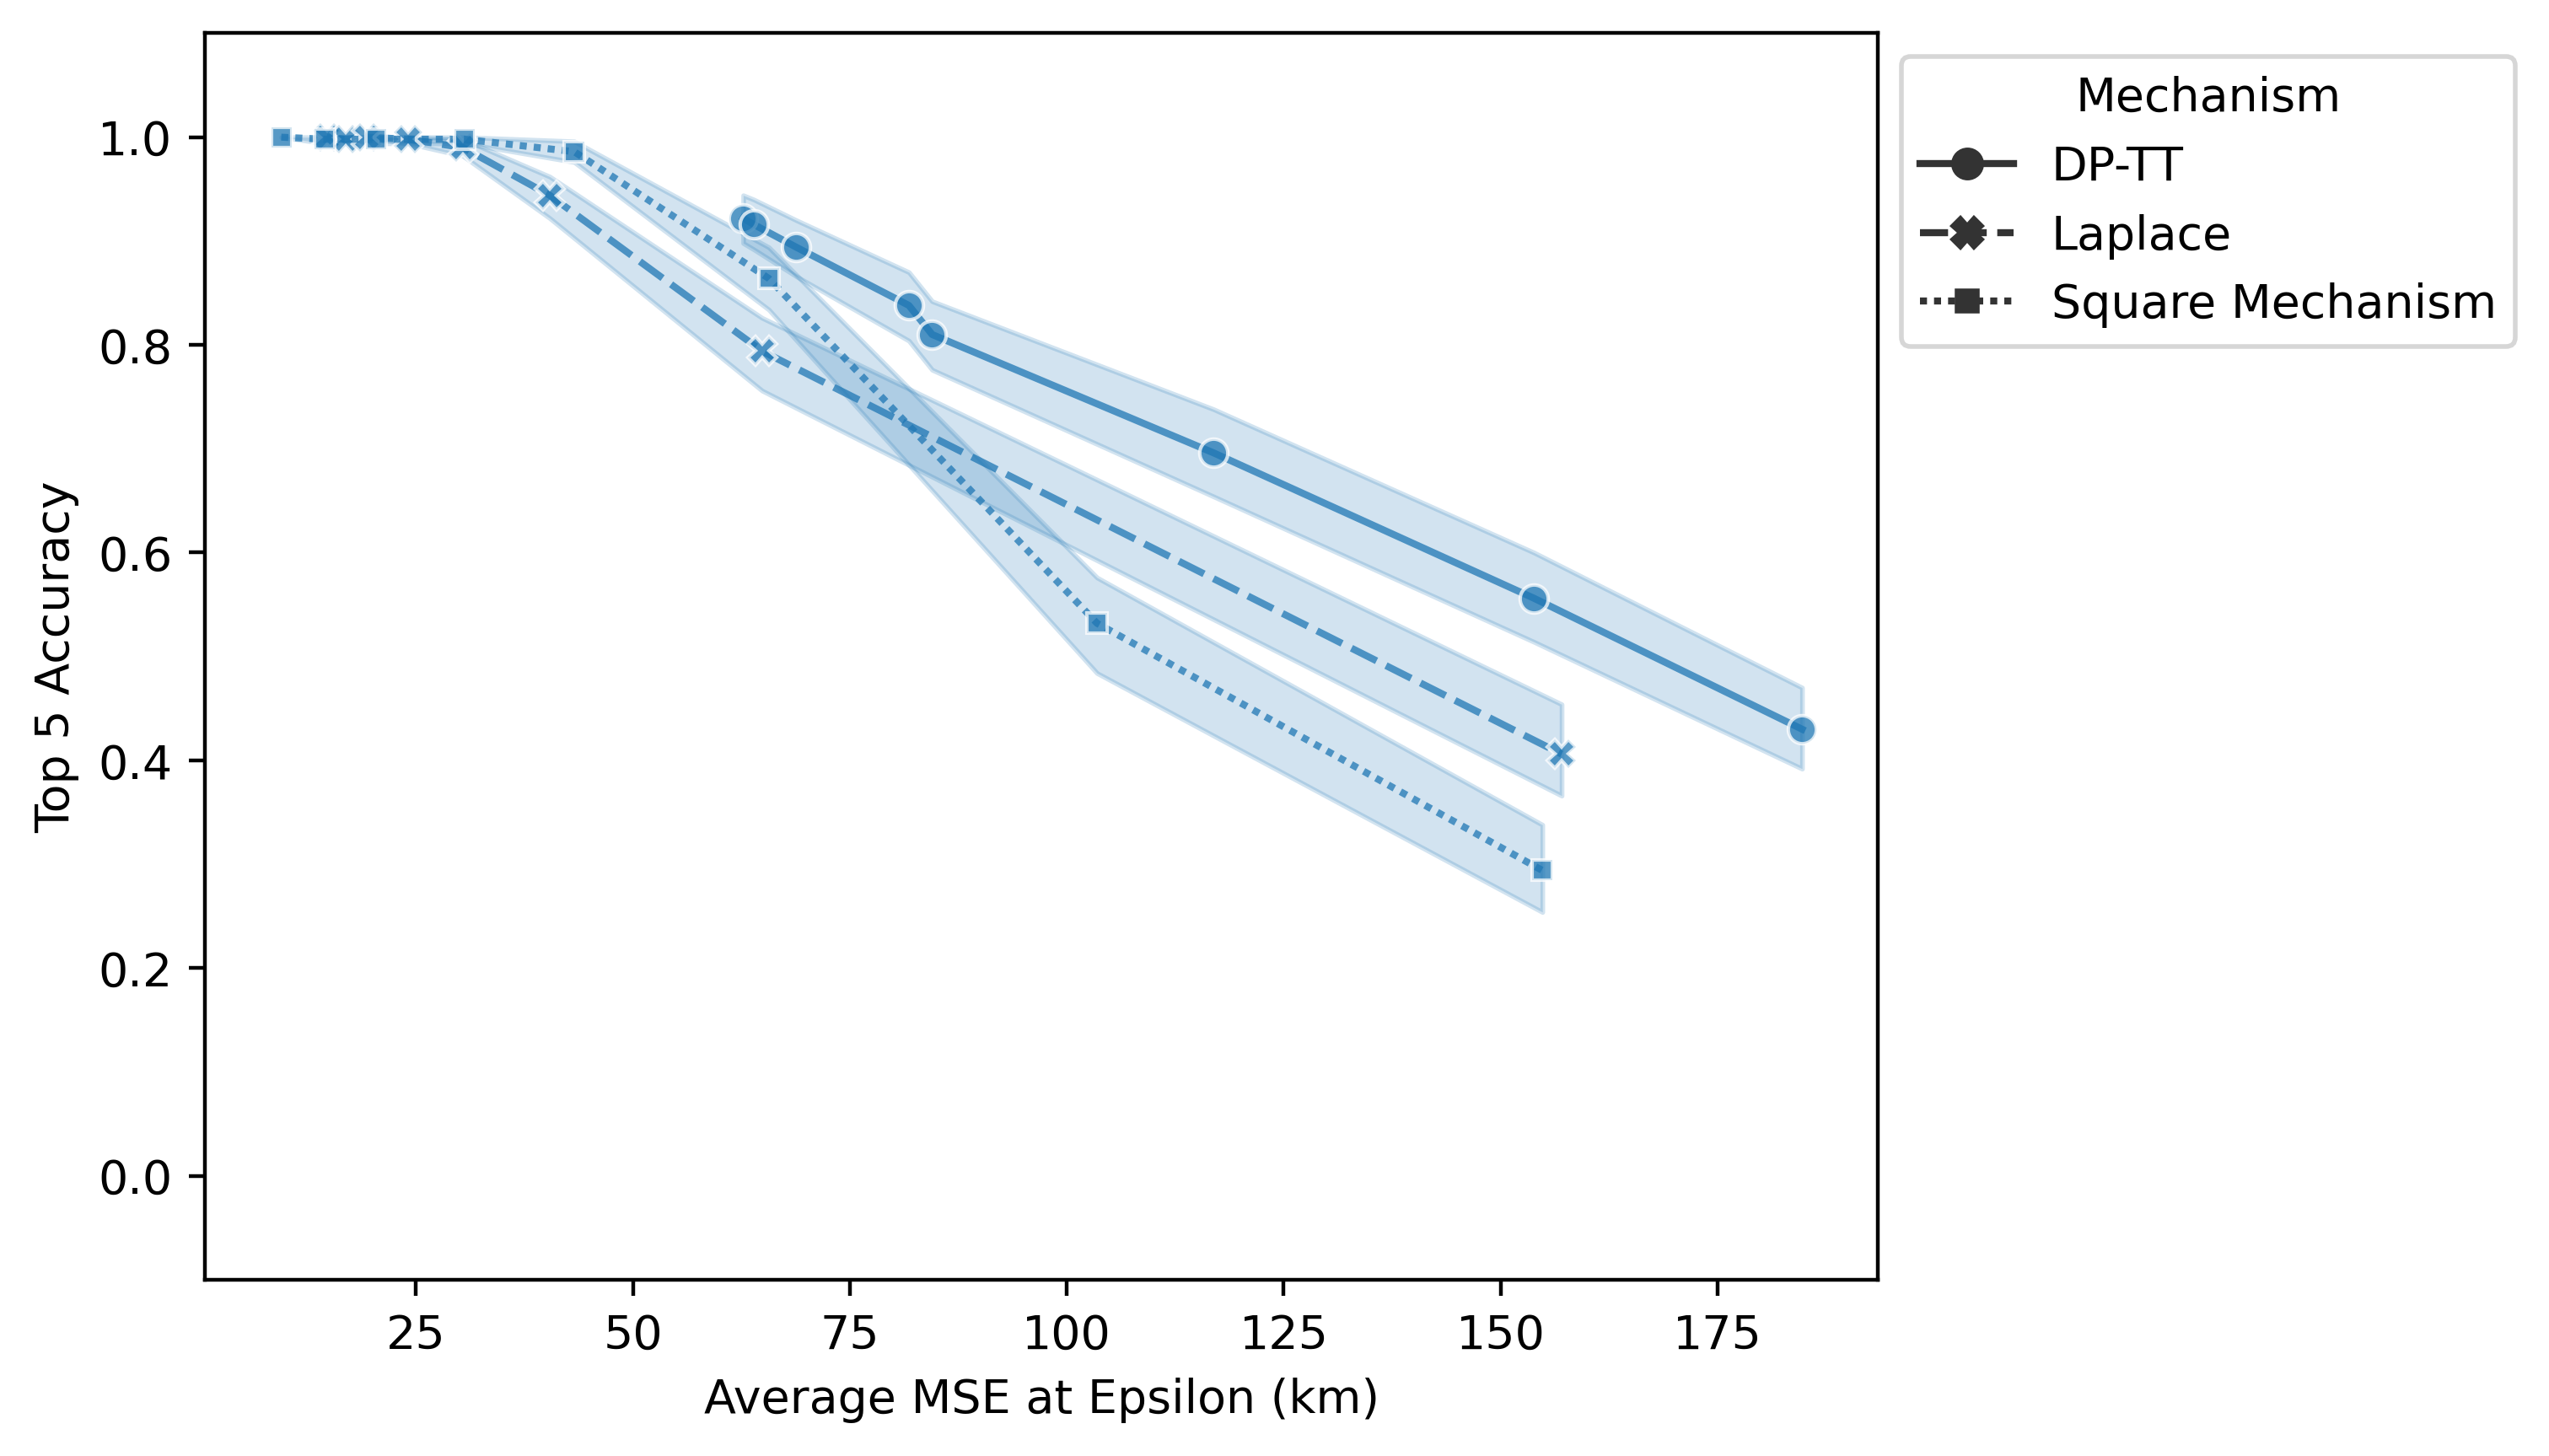 Mechanism
DP-TT
Laplace
Square Mechanism
Top 5 Accuracy
1.0
0.8
0.6
0.4
0.2
0.0
25 50 75 100 125 150 175
Average MSE at Epsilon (km)